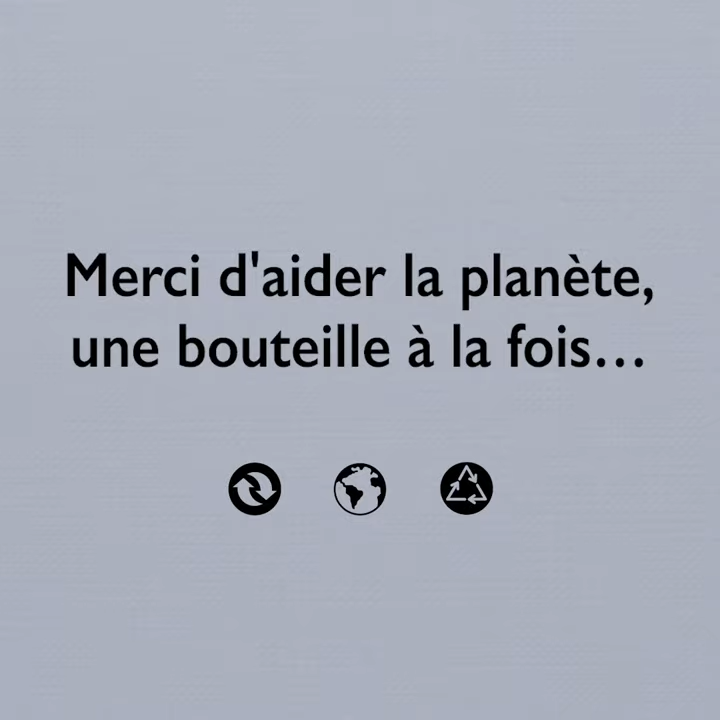 Merci d'aider la planète,
une bouteille à la fois…